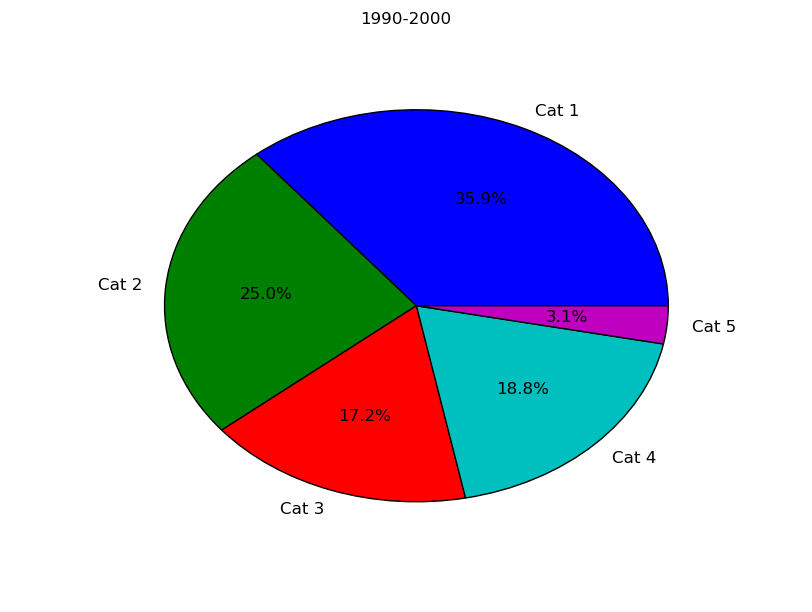 1990-2000
Cat 1
35.9%
Cat 2
25.0%
3.1%
Cat 5
18.8%
17.2%
Cat 4
Cat 3